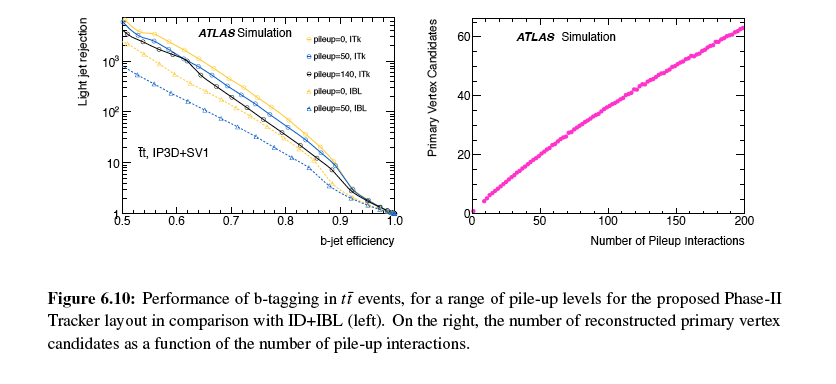 Light jet rejection
ATLAS Simulation
pileup=0, ITk
pileup=50, ITk
pileup=140, ITk
pileup=0, IBL
pileup=50, IBL
10³
10²
10
1
tt̄, IP3D+SV1
0.5 0.6 0.7 0.8 0.9 1.0
b-jet efficiency
Primary Vertex Candidates
ATLAS Simulation
60
40
20
0
0 50 100 150 200
Number of Pileup Interactions
Figure 6.10: Performance of b-tagging in tt̄ events, for a range of pile-up levels for the proposed Phase-II
Tracker layout in comparison with ID+IBL (left). On the right, the number of reconstructed primary vertex
candidates as a function of the number of pile-up interactions.